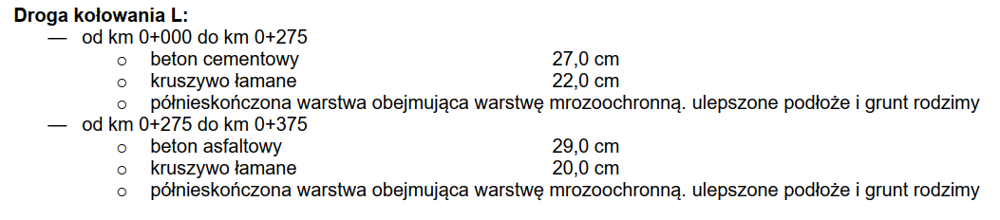 Droga kołowania L:
— od km 0+000 do km 0+275
○ beton cementowy 27,0 cm
○ kruszywo łamane 22,0 cm
○ półnieskończona warstwa obejmująca warstwę mrozoochronną. ulepszone podłoże i grunt rodzimy
— od km 0+275 do km 0+375
○ beton asfaltowy 29,0 cm
○ kruszywo łamane 20,0 cm
○ półnieskończona warstwa obejmująca warstwę mrozoochronną. ulepszone podłoże i grunt rodzimy